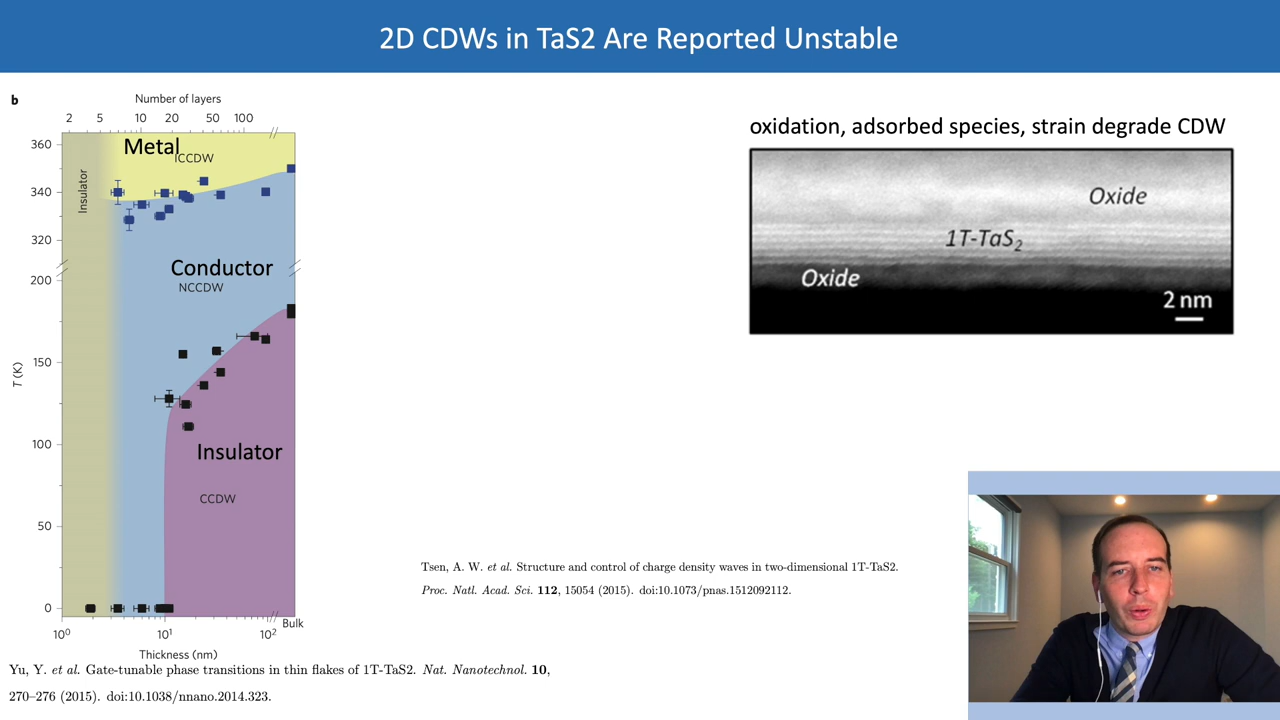 2D CDWs in TaS2 Are Reported Unstable
b
Number of layers
2 5 10 20 50 100
360
340
320
200
150
100
50
0
T (K)
Insulator
Metal
ICCDW
Conductor
NCCDW
Insulator
CCDW
10⁰ 10¹ 10² Bulk
Thickness (nm)
Yu, Y. et al. Gate-tunable phase transitions in thin flakes of 1T-TaS2. Nat. Nanotechnol. 10,
270–276 (2015). doi:10.1038/nnano.2014.323.
oxidation, adsorbed species, strain degrade CDW
Oxide
1T-TaS₂
Oxide
2 nm
Tsen, A. W. et al. Structure and control of charge density waves in two-dimensional 1T-TaS2.
Proc. Natl. Acad. Sci. 112, 15054 (2015). doi:10.1073/pnas.1512092112.